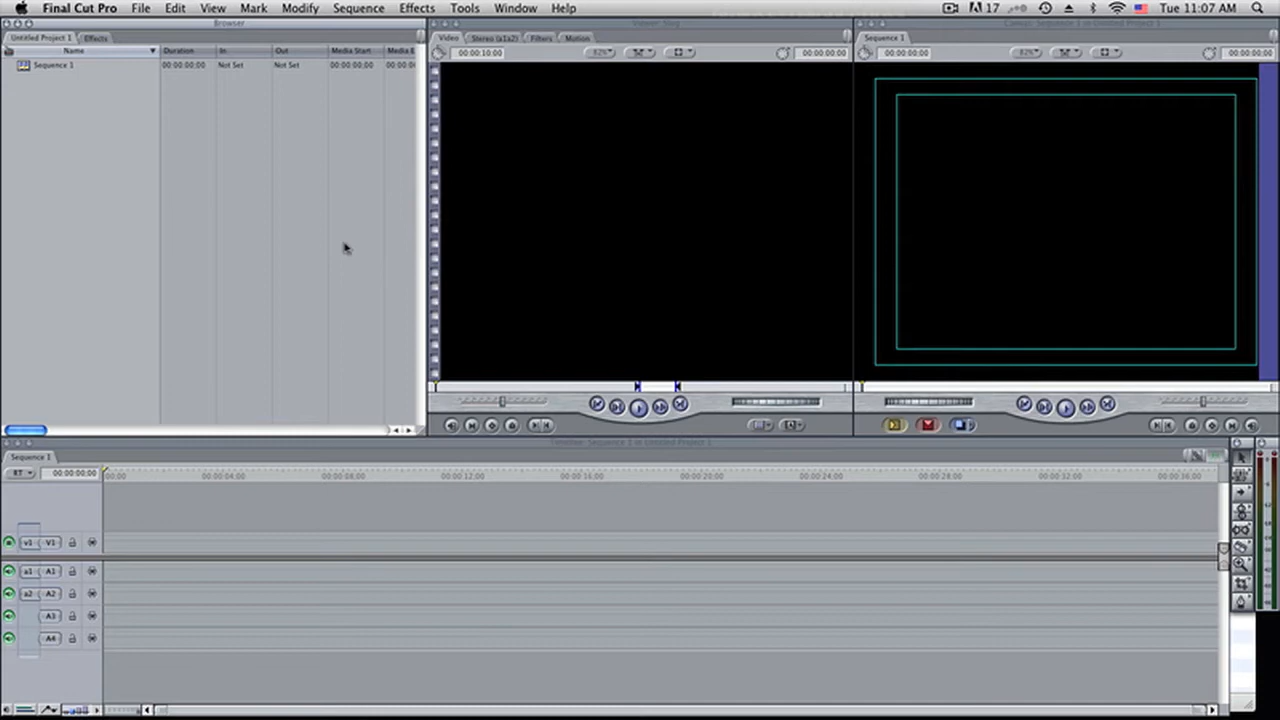 Final Cut Pro File Edit View Mark Modify Sequence Effects Tools Window Help 17 Tue 11:07 AM
Browser Viewer: Slug Canvas: Sequence 1 in Untitled Project 1
Untitled Project 1 Effects Video Stereo (a1a2) Filters Motion Sequence 1
Name Duration In Out Media Start Media E
00:00:10:00 82% 00:00:00;00 00:00:00;00 82% 00:00:00;00
Sequence 1 00:00:00;00 Not Set Not Set 00:00:00;00 00:00:0
Timeline: Sequence 1 in Untitled Project 1
Sequence 1
RT 00:00:00;00 00:00 00:00:04;00 00:00:08;00 00:00:12;00 00:00:16;00 00:00:20;00 00:00:24;00 00:00:28;00 00:00:32;00 00:00:36;00
v1 V1
a1 A1
a2 A2
A3
A4